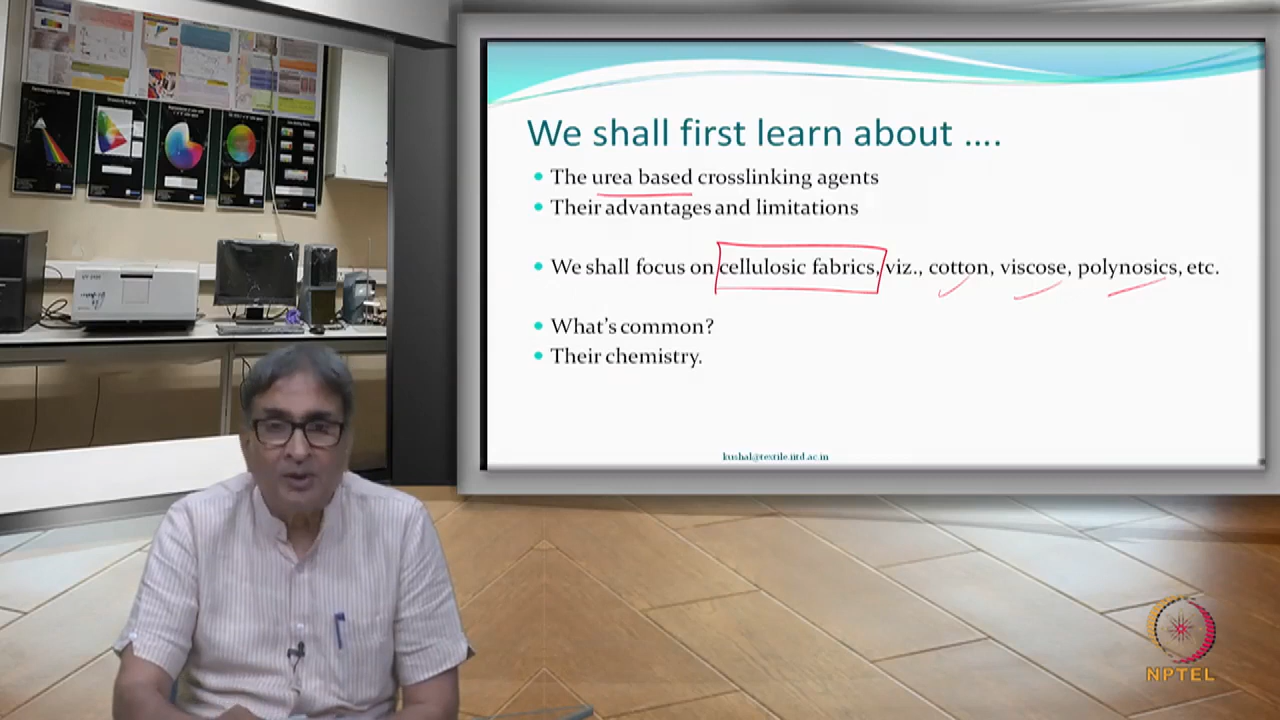 We shall first learn about ....
• The urea based crosslinking agents
• Their advantages and limitations
• We shall focus on cellulosic fabrics, viz., cotton, viscose, polynosics, etc.
• What's common?
• Their chemistry.
kushal@textile.iitd.ac.in
NPTEL